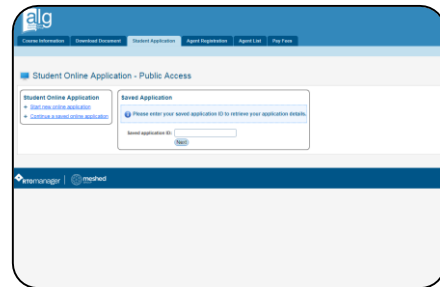 alg
Course Information Download Document Student Application Agent Registration Agent List Pay Fees
Student Online Application - Public Access
Student Online Application
Start new online application
Continue a saved online application
Saved Application
Please enter your saved application ID to retrieve your application details.
Saved application ID:
Next
RTOmanager meshed